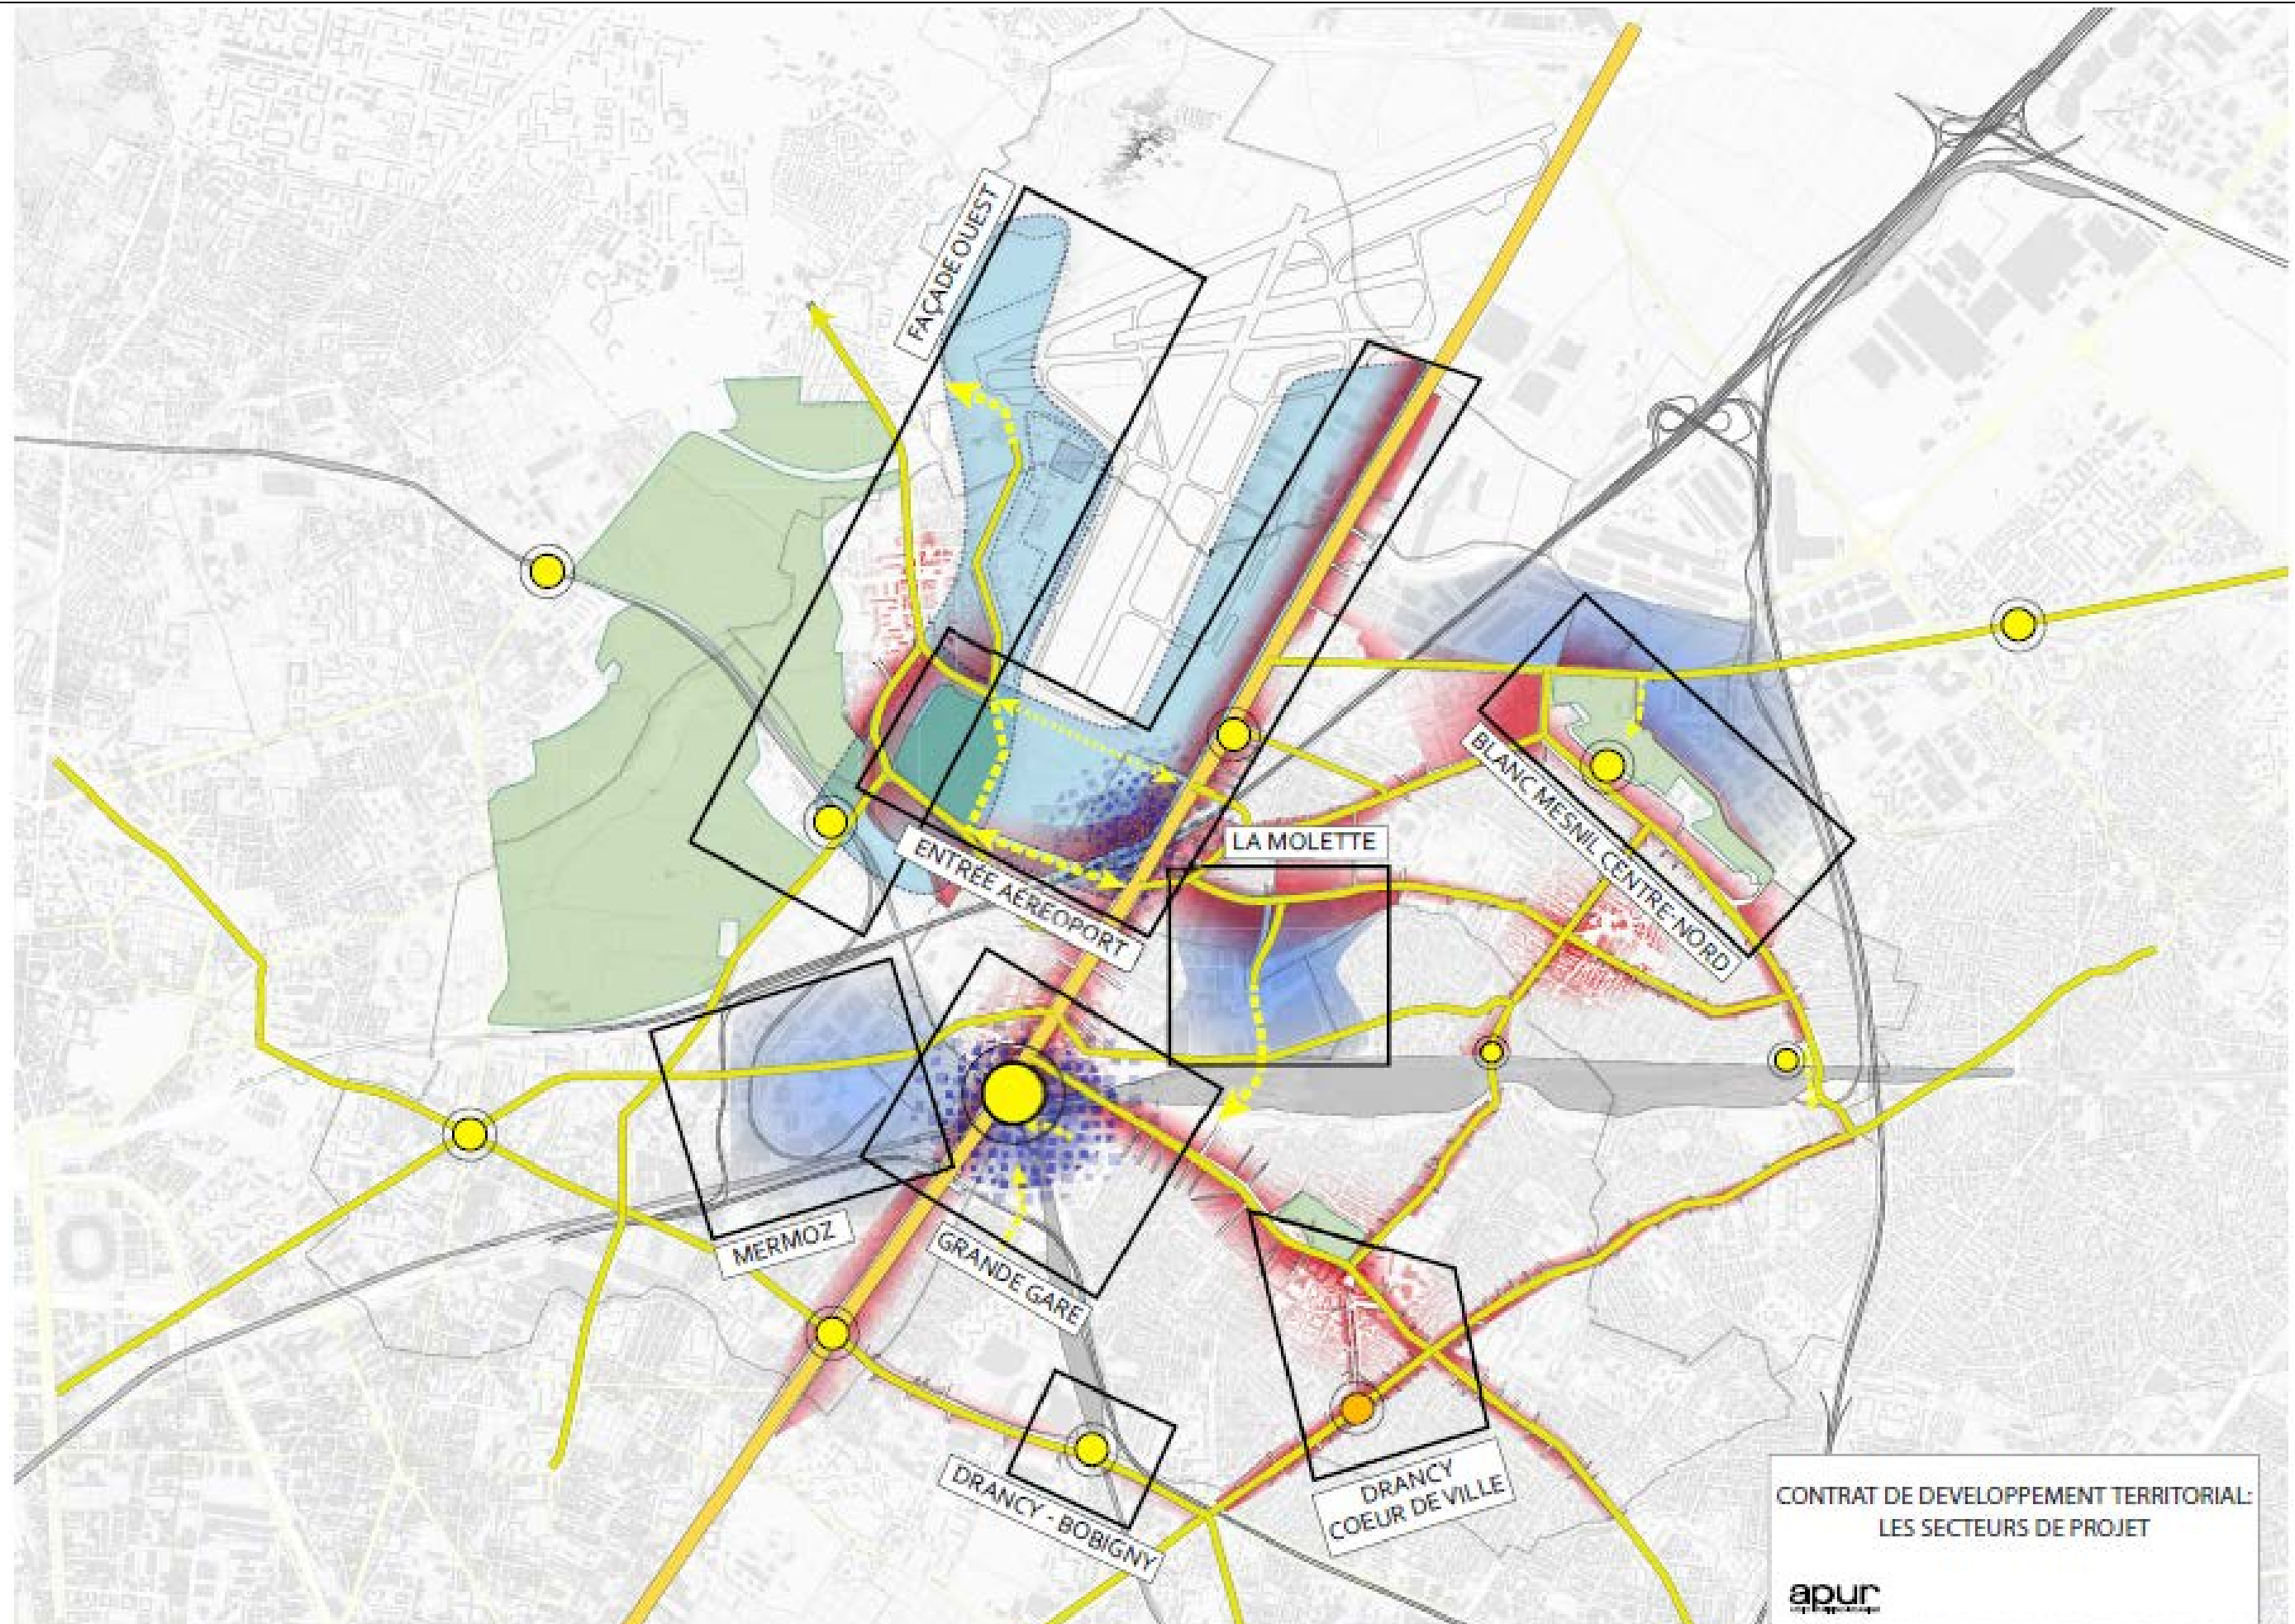 FAÇADE OUEST
LA MOLETTE
BLANC MESNIL CENTRE-NORD
ENTRÉE AÉREOPORT
MERMOZ
GRANDE GARE
DRANCY - BOBIGNY
DRANCY
COEUR DE VILLE
CONTRAT DE DEVELOPPEMENT TERRITORIAL:
LES SECTEURS DE PROJET
apur